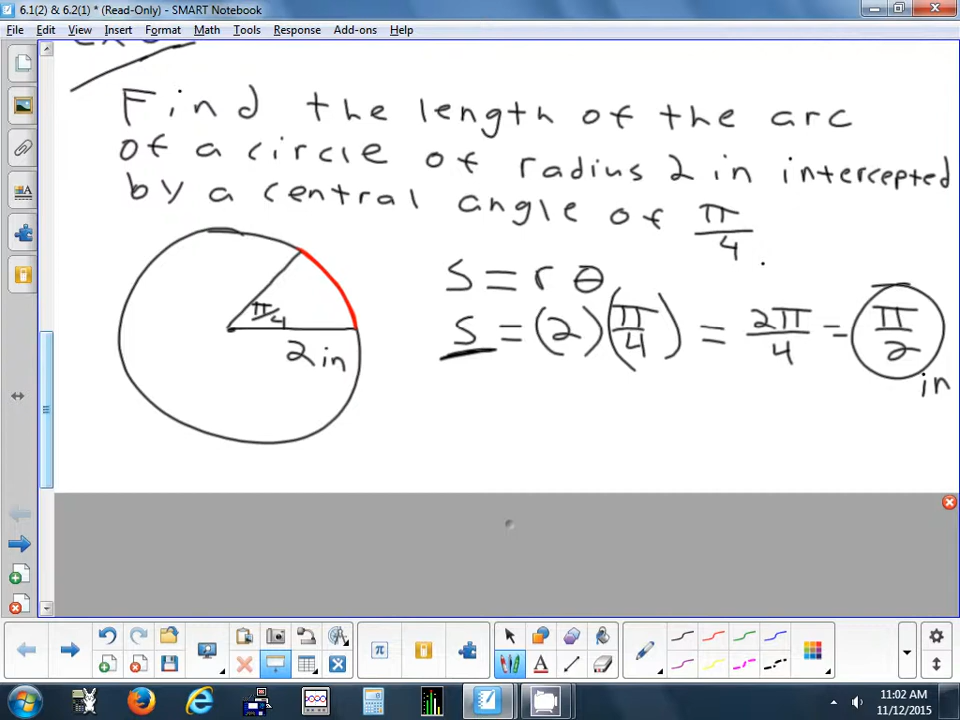 6.1(2) & 6.2(1) * (Read-Only) - SMART Notebook
File Edit View Insert Format Math Tools Response Add-ons Help
Find the length of the arc
of a circle of radius 2 in intercepted
by a central angle of π/4.
S = r θ
S = (2)(π/4) = 2π/4 = π/2 in
π/4
2 in
11:02 AM
11/12/2015